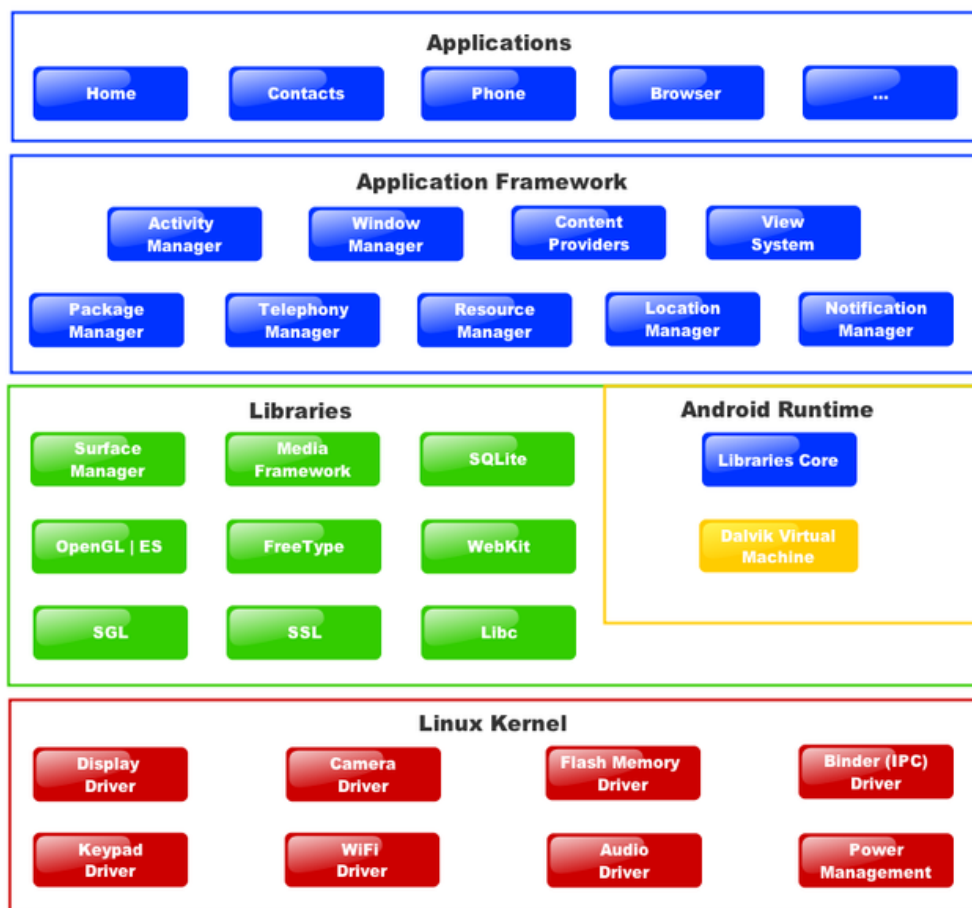 Applications
Home
Contacts
Phone
Browser
...
Application Framework
Activity
Manager
Window
Manager
Content
Providers
View
System
Package
Manager
Telephony
Manager
Resource
Manager
Location
Manager
Notification
Manager
Libraries
Surface
Manager
Media
Framework
SQLite
OpenGL | ES
FreeType
WebKit
SGL
SSL
Libc
Android Runtime
Libraries Core
Dalvik Virtual
Machine
Linux Kernel
Display
Driver
Camera
Driver
Flash Memory
Driver
Binder (IPC)
Driver
Keypad
Driver
WiFi
Driver
Audio
Driver
Power
Management